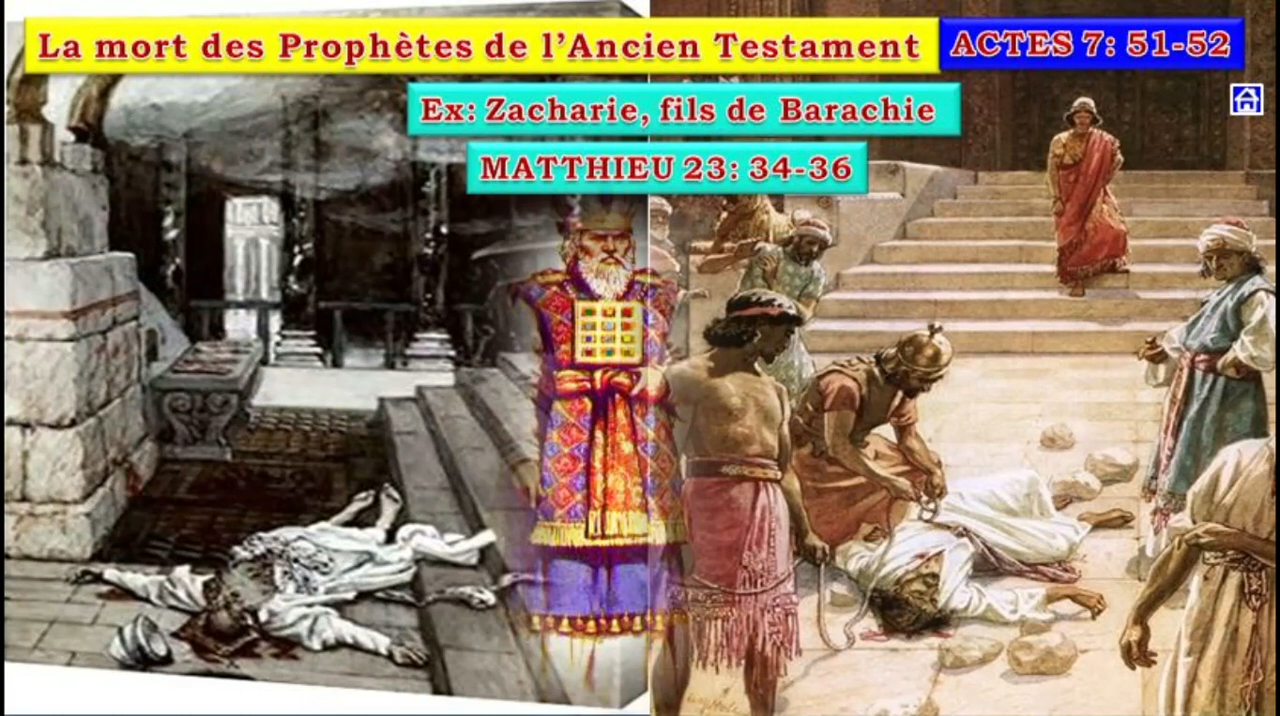 La mort des Prophètes de l’Ancien Testament
ACTES 7: 51-52
Ex: Zacharie, fils de Barachie
MATTHIEU 23: 34-36